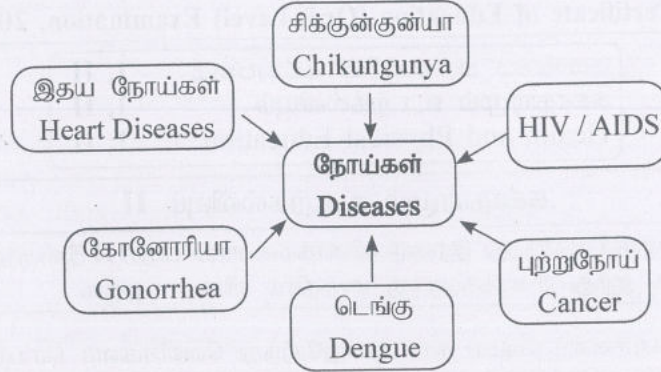 சிக்குன்குன்யா
Chikungunya
இதய நோய்கள்
Heart Diseases
HIV / AIDS
நோய்கள்
Diseases
கோனோரியா
Gonorrhea
புற்றுநோய்
Cancer
டெங்கு
Dengue